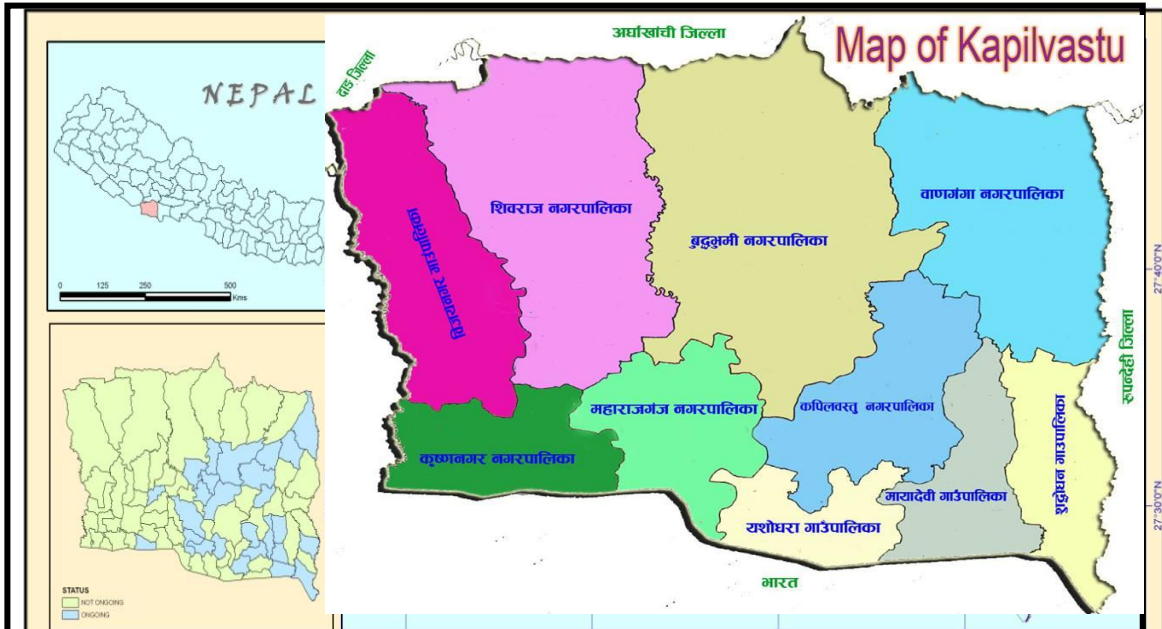 Map of Kapilvastu
अर्घाखांची जिल्ला
दाङ जिल्ला
NEPAL
वाणगंगा नगरपालिका
शिवराज नगरपालिका
बुद्धभुमी नगरपालिका
विजयनगर गाउँपालिका
0 125 250 500
Kms
27°40'0"N
रुपन्देही जिल्ला
महाराजगंज नगरपालिका
कपिलवस्तु नगरपालिका
शुद्धोधन गाउपालिका
कृष्णनगर नगरपालिका
मायादेवी गाउँपालिका
27°30'0"N
यशोधरा गाउँपालिका
भारत
STATUS
NOT ONGOING
ONGOING